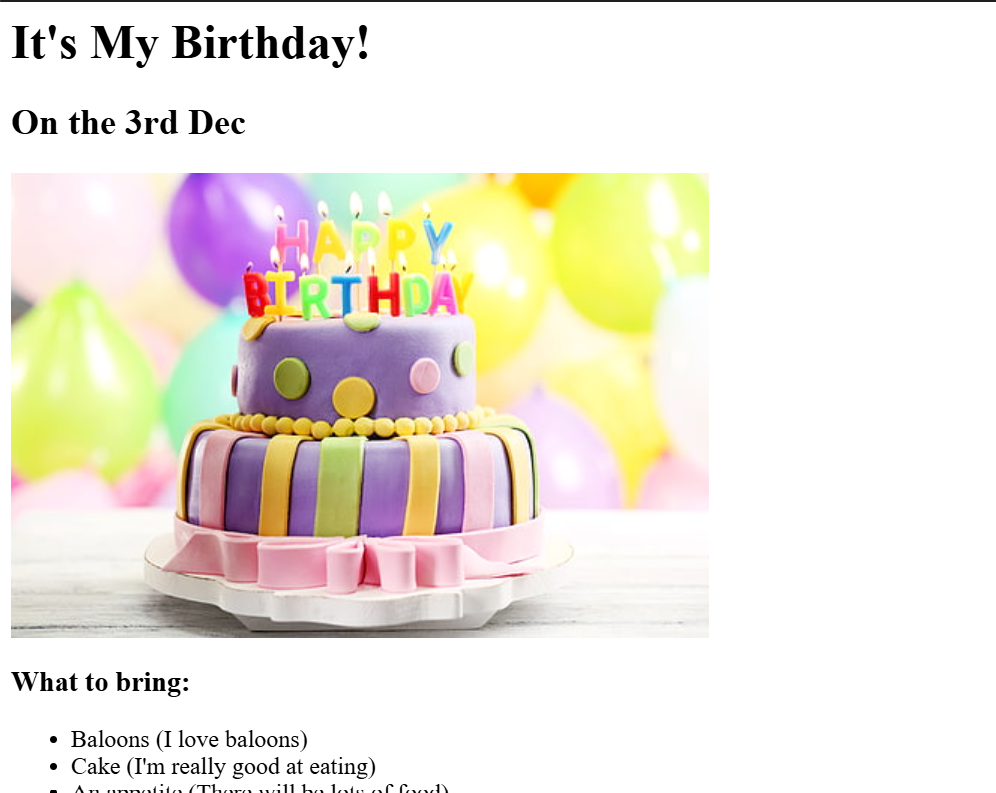 It's My Birthday!
On the 3rd Dec
HAPPY
BIRTHDAY
What to bring:
Baloons (I love baloons)
Cake (I'm really good at eating)
An appetite (There will be lots of food)